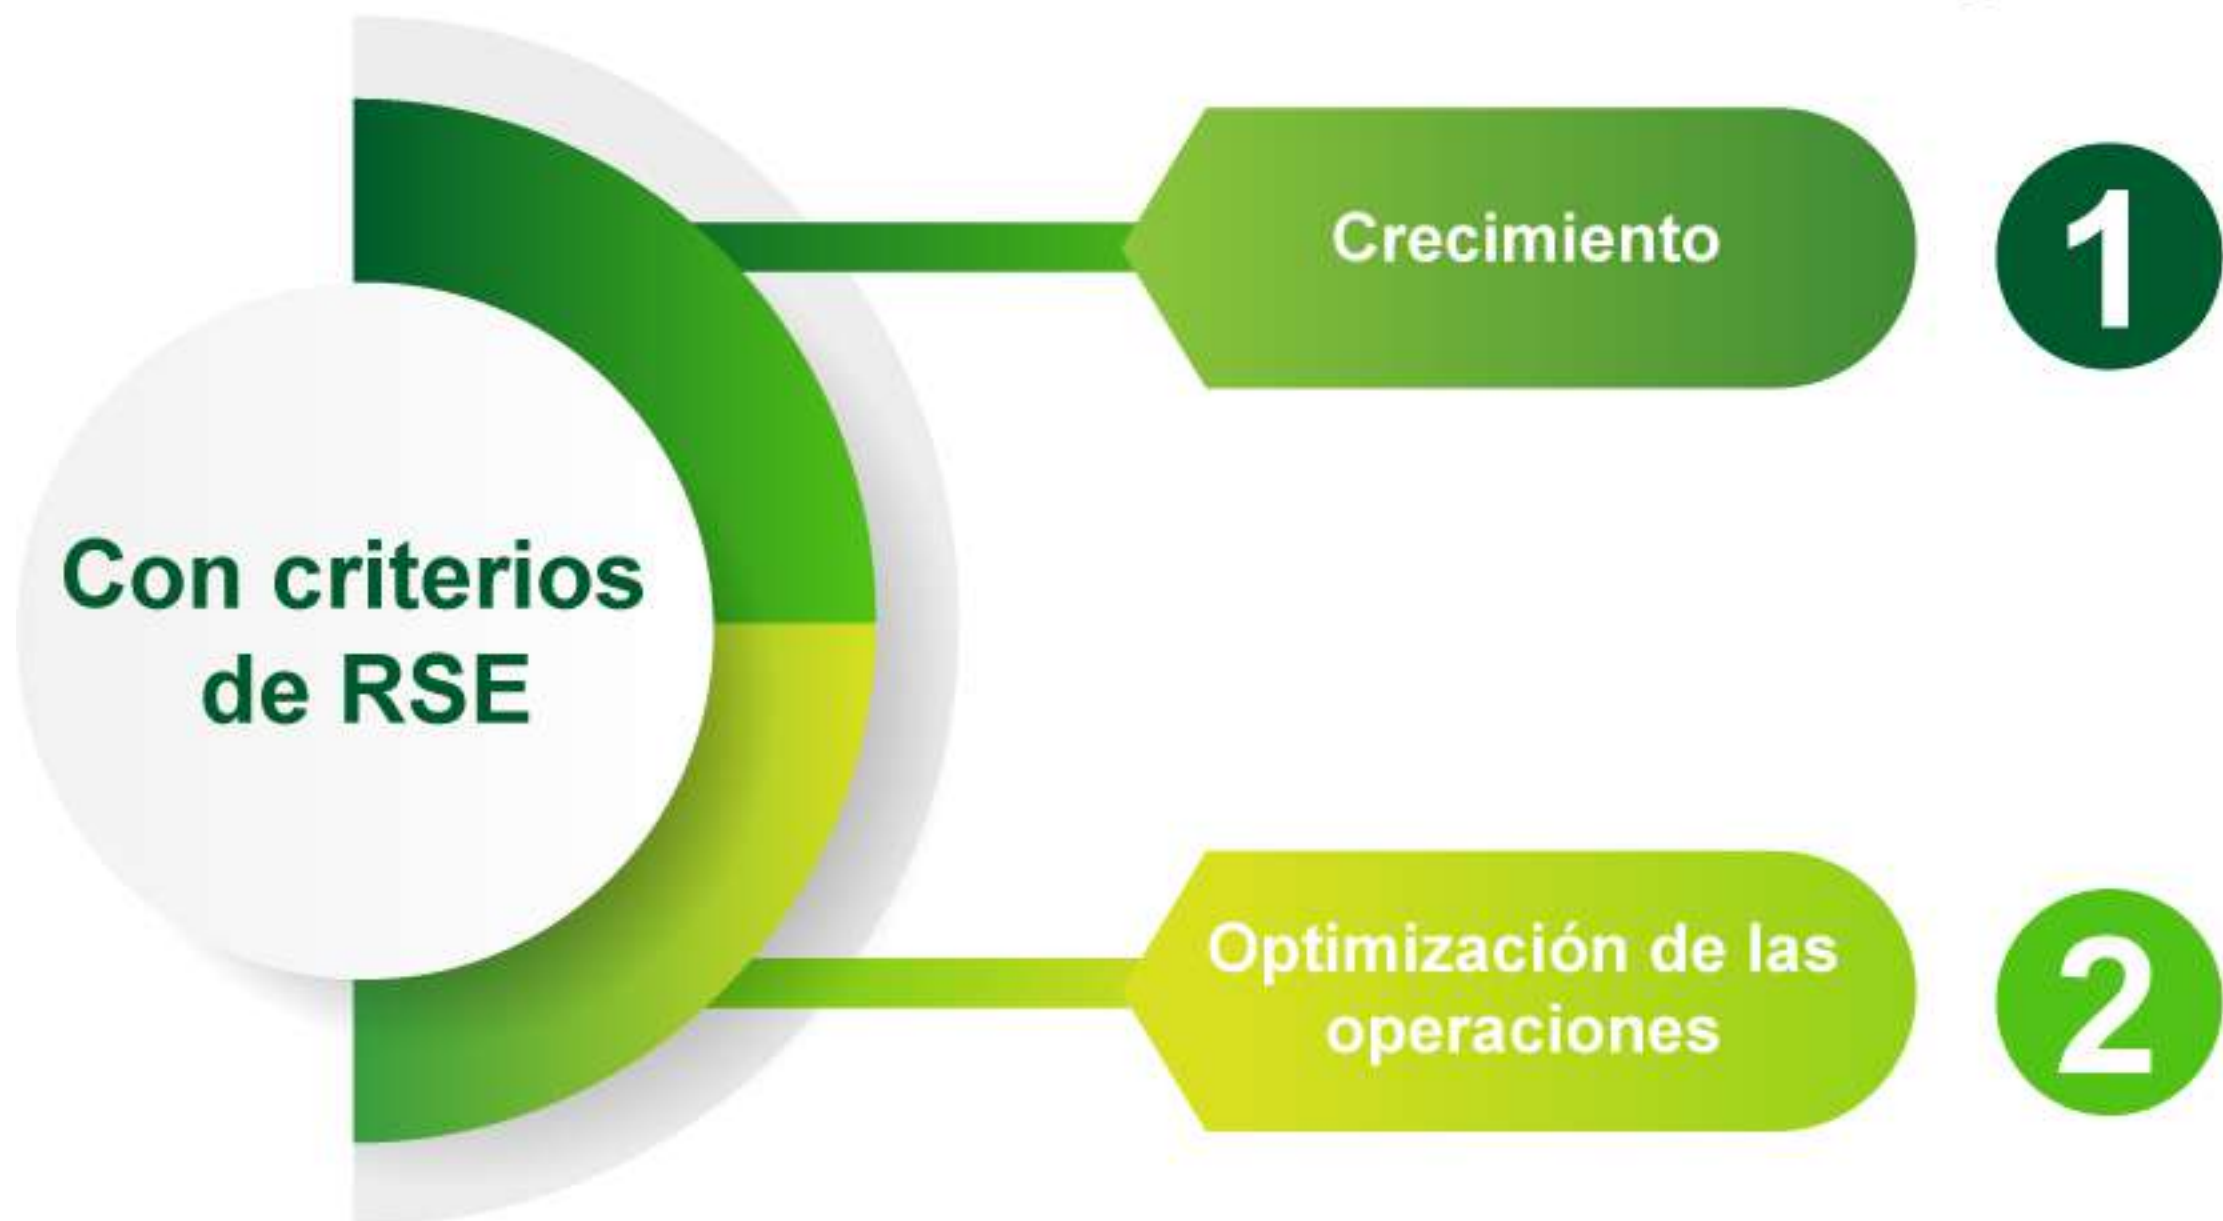 Crecimiento
1
Con criterios
de RSE
Optimización de las
operaciones
2